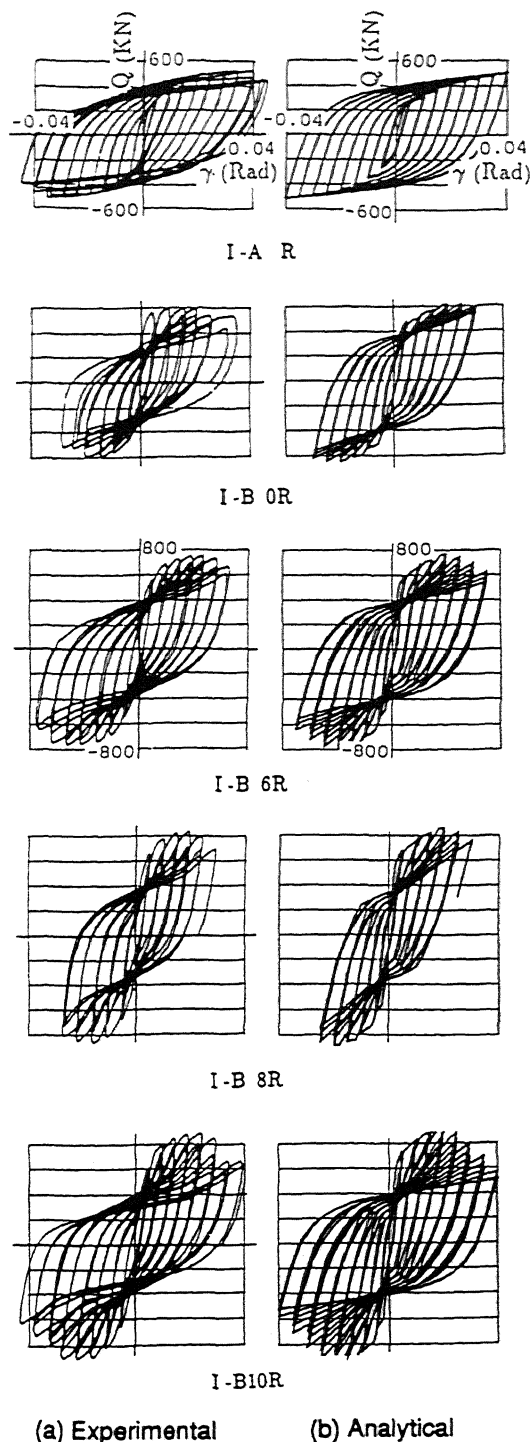 Q (KN) 600 Q (KN) 600
-0.04 -0.04
0.04 0.04
γ (Rad) γ (Rad)
-600 -600
I-A R
I-B 0R
800 800
-800 -800
I-B 6R
I-B 8R
I-B10R
(a) Experimental (b) Analytical